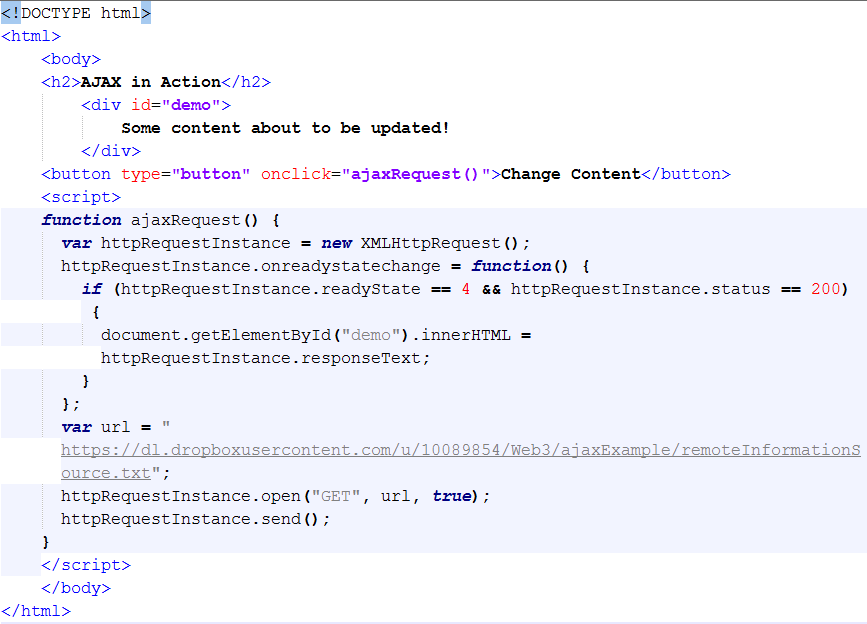 <!DOCTYPE html>
<html>
<body>
<h2>AJAX in Action</h2>
<div id="demo">
Some content about to be updated!
</div>
<button type="button" onclick="ajaxRequest()">Change Content</button>
<script>
function ajaxRequest() {
var httpRequestInstance = new XMLHttpRequest();
httpRequestInstance.onreadystatechange = function() {
if (httpRequestInstance.readyState == 4 && httpRequestInstance.status == 200)
{
document.getElementById("demo").innerHTML =
httpRequestInstance.responseText;
}
};
var url = "
https://dl.dropboxusercontent.com/u/10089854/Web3/ajaxExample/remoteInformationS
ource.txt";
httpRequestInstance.open("GET", url, true);
httpRequestInstance.send();
}
</script>
</body>
</html>